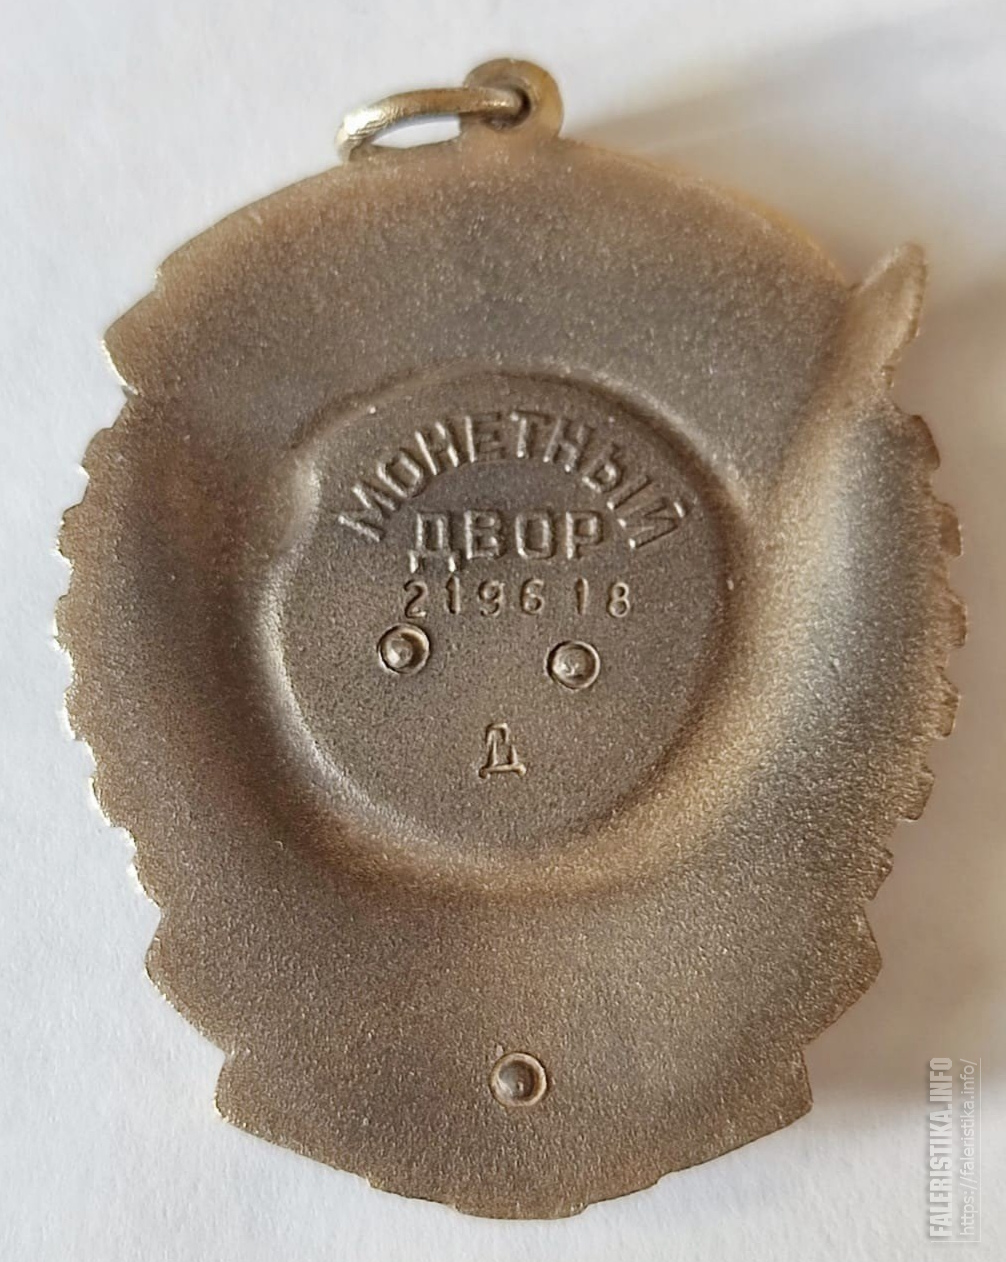 МОНЕТНЫЙ
ДВОР
219618
Д
FALERISTIKA.INFO
https://faleristika.info/